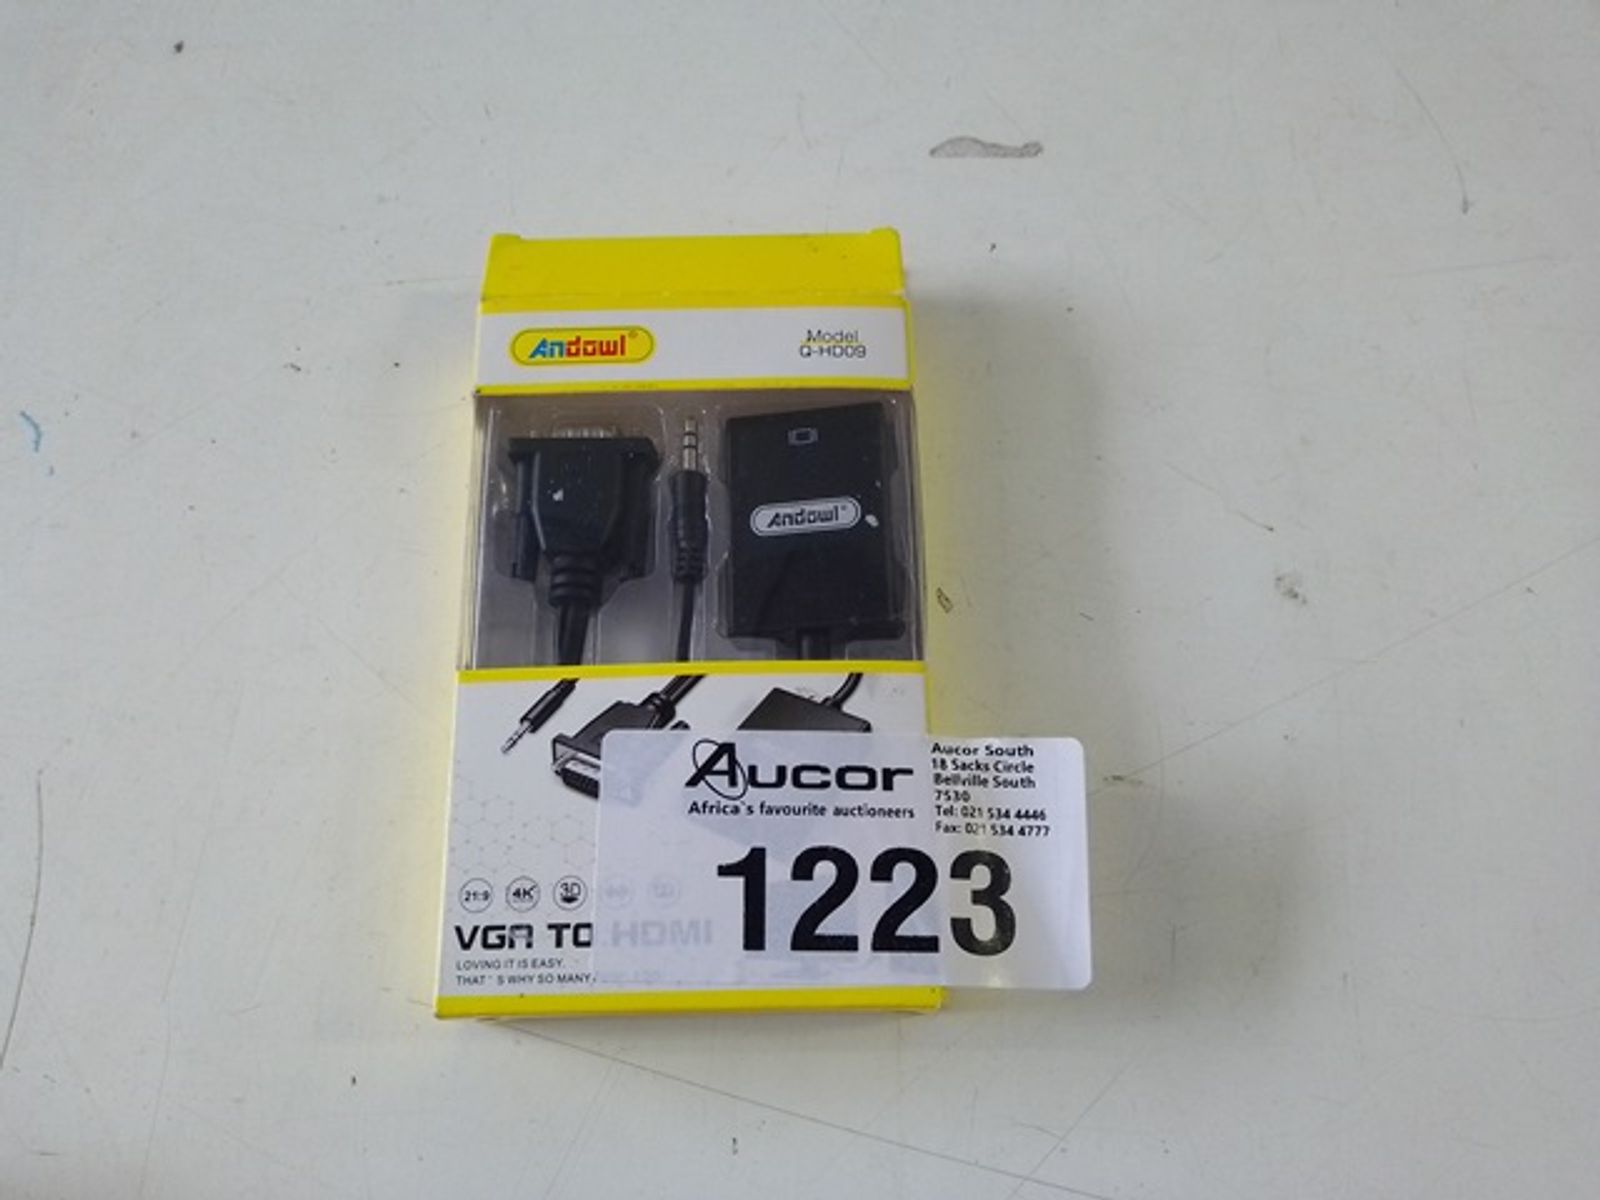 Andowl®
Model
Q-HD09
Andowl®
Aucor
Africa's favourite auctioneers
Aucor South
18 Sacks Circle
Bellville South
7530
Tel: 021 534 4446
Fax: 021 534 4777
1223
21:9 4K 3D
VGA TO HDMI
LOVING IT IS EASY.
THAT'S WHY SO MANY